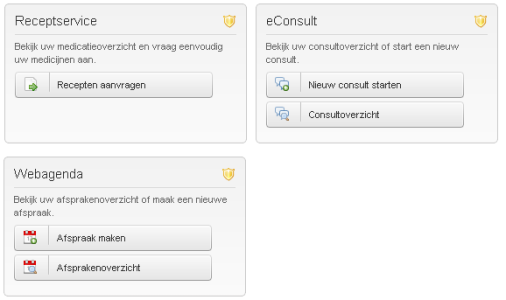 Receptservice
Bekijk uw medicatieoverzicht en vraag eenvoudig
uw medicijnen aan.
Recepten aanvragen
eConsult
Bekijk uw consultoverzicht of start een nieuw
consult.
Nieuw consult starten
Consultoverzicht
Webagenda
Bekijk uw afsprakenoverzicht of maak een nieuwe
afspraak.
Afspraak maken
Afsprakenoverzicht